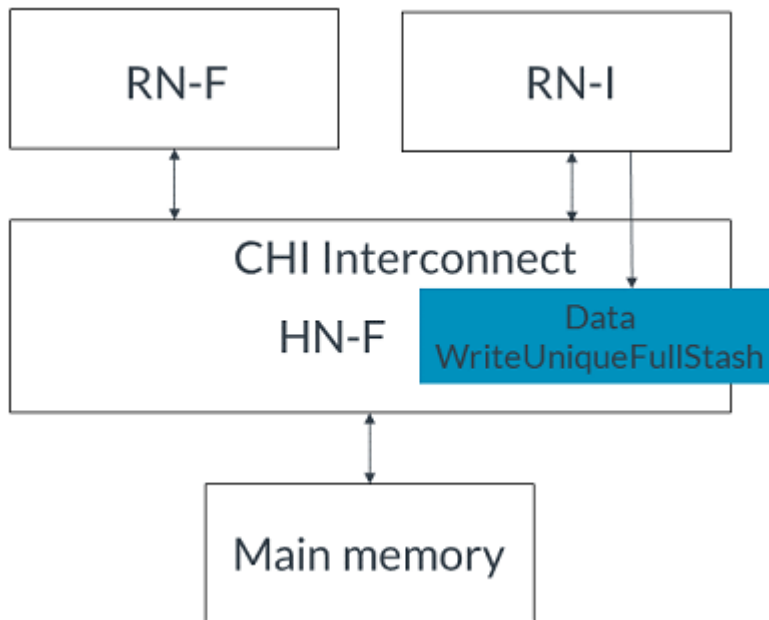 RN-F
RN-I
CHI Interconnect
HN-F
Data
WriteUniqueFullStash
Main memory